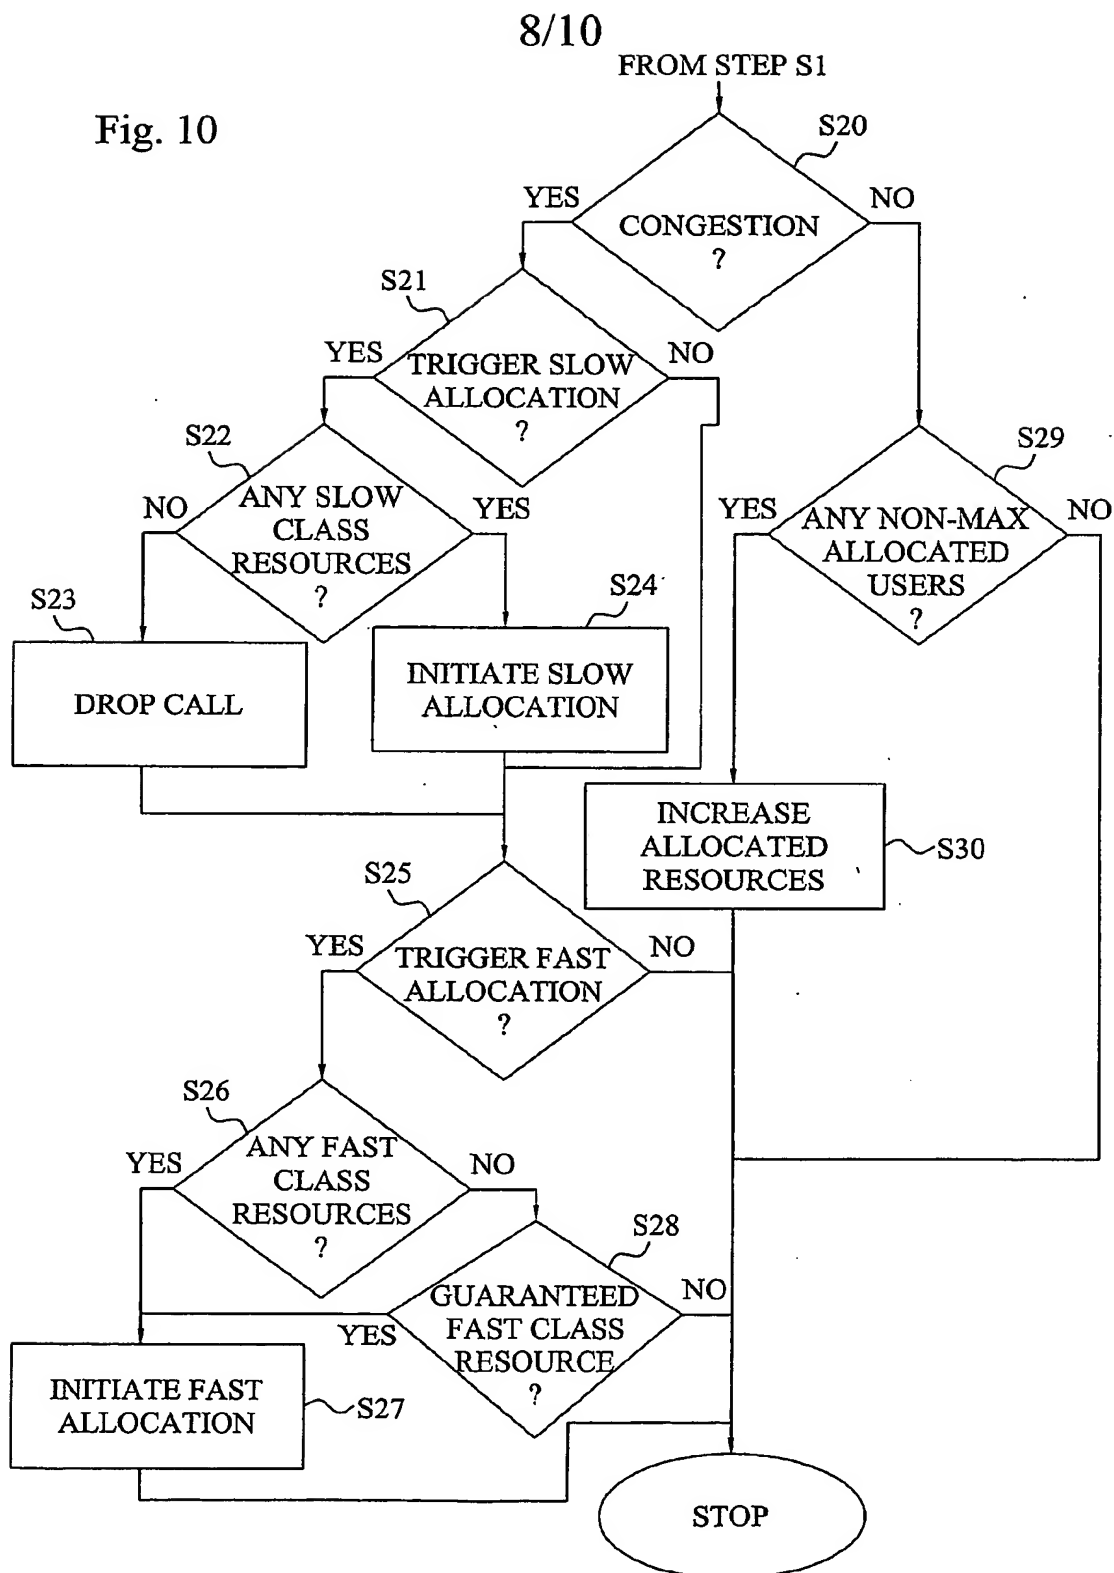 8/10
FROM STEP S1
Fig. 10
S20
YES
NO
CONGESTION
?
S21
YES
NO
TRIGGER SLOW
ALLOCATION
?
S22
NO
YES
ANY SLOW
CLASS
RESOURCES
?
S29
YES
NO
ANY NON-MAX
ALLOCATED
USERS
?
S23
DROP CALL
S24
INITIATE SLOW
ALLOCATION
INCREASE
ALLOCATED
RESOURCES
S30
S25
YES
NO
TRIGGER FAST
ALLOCATION
?
S26
YES
NO
ANY FAST
CLASS
RESOURCES
?
S28
YES
NO
GUARANTEED
FAST CLASS
RESOURCE
?
INITIATE FAST
ALLOCATION
S27
STOP